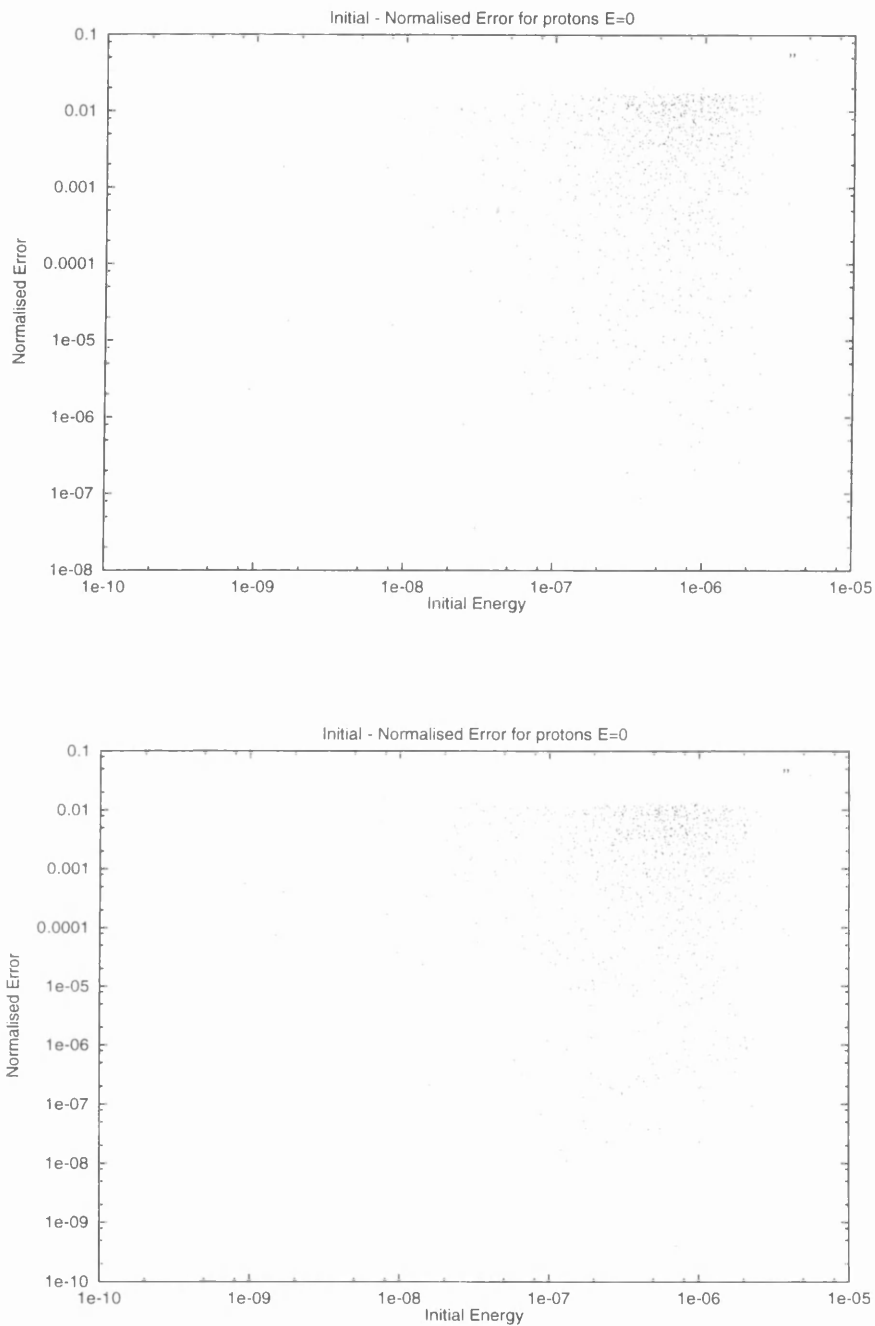 Initial - Normalised Error for protons E=0
0.1
"
0.01
0.001
0.0001
1e-05
1e-06
1e-07
1e-08
Normalised Error
1e-10 1e-09 1e-08 1e-07 1e-06 1e-05
Initial Energy
Initial - Normalised Error for protons E=0
0.1
"
0.01
0.001
0.0001
1e-05
1e-06
1e-07
1e-08
1e-09
1e-10
Normalised Error
1e-10 1e-09 1e-08 1e-07 1e-06 1e-05
Initial Energy